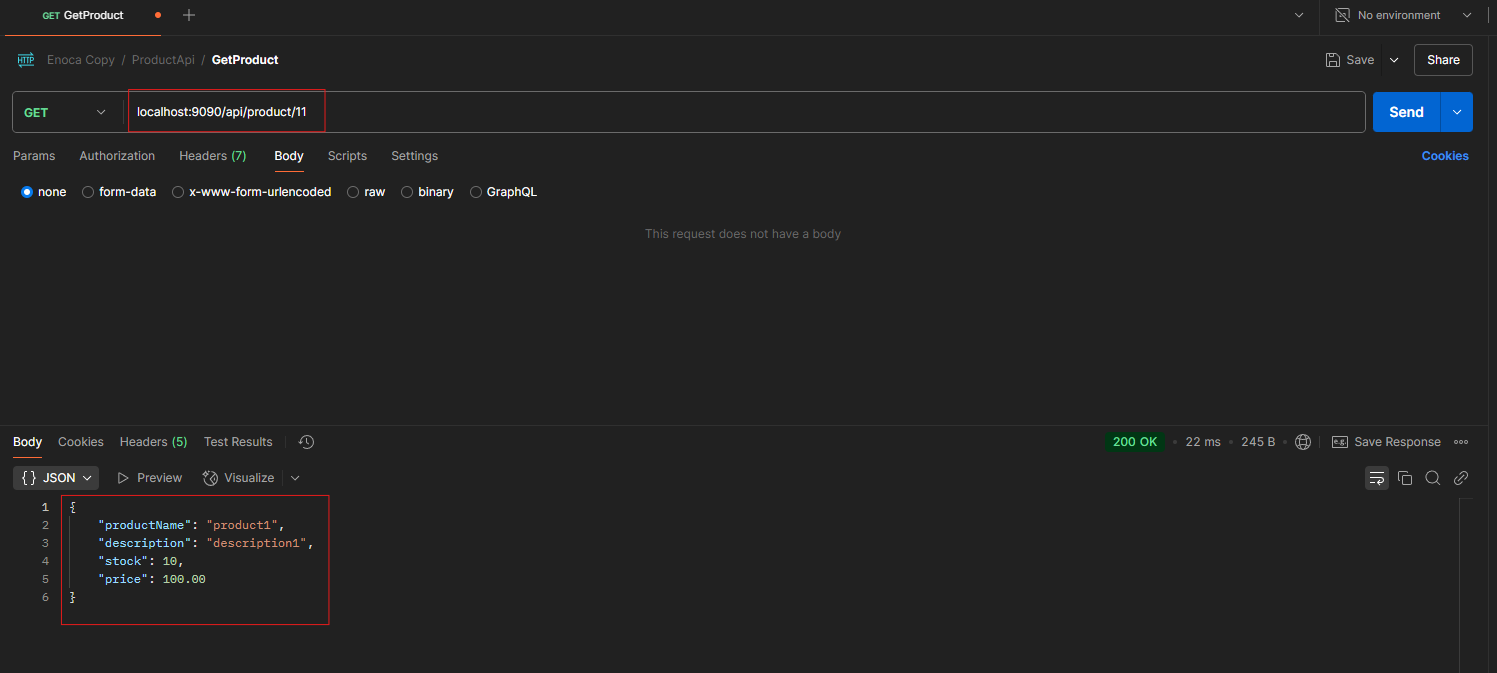 GET GetProduct
No environment
HTTP Enoca Copy / ProductApi / GetProduct
Save Share
GET localhost:9090/api/product/11 Send
Params Authorization Headers (7) Body Scripts Settings Cookies
none form-data x-www-form-urlencoded raw binary GraphQL
This request does not have a body
Body Cookies Headers (5) Test Results 200 OK • 22 ms • 245 B • e.g. Save Response
{} JSON Preview Visualize
1 {
2 "productName": "product1",
3 "description": "description1",
4 "stock": 10,
5 "price": 100.00
6 }